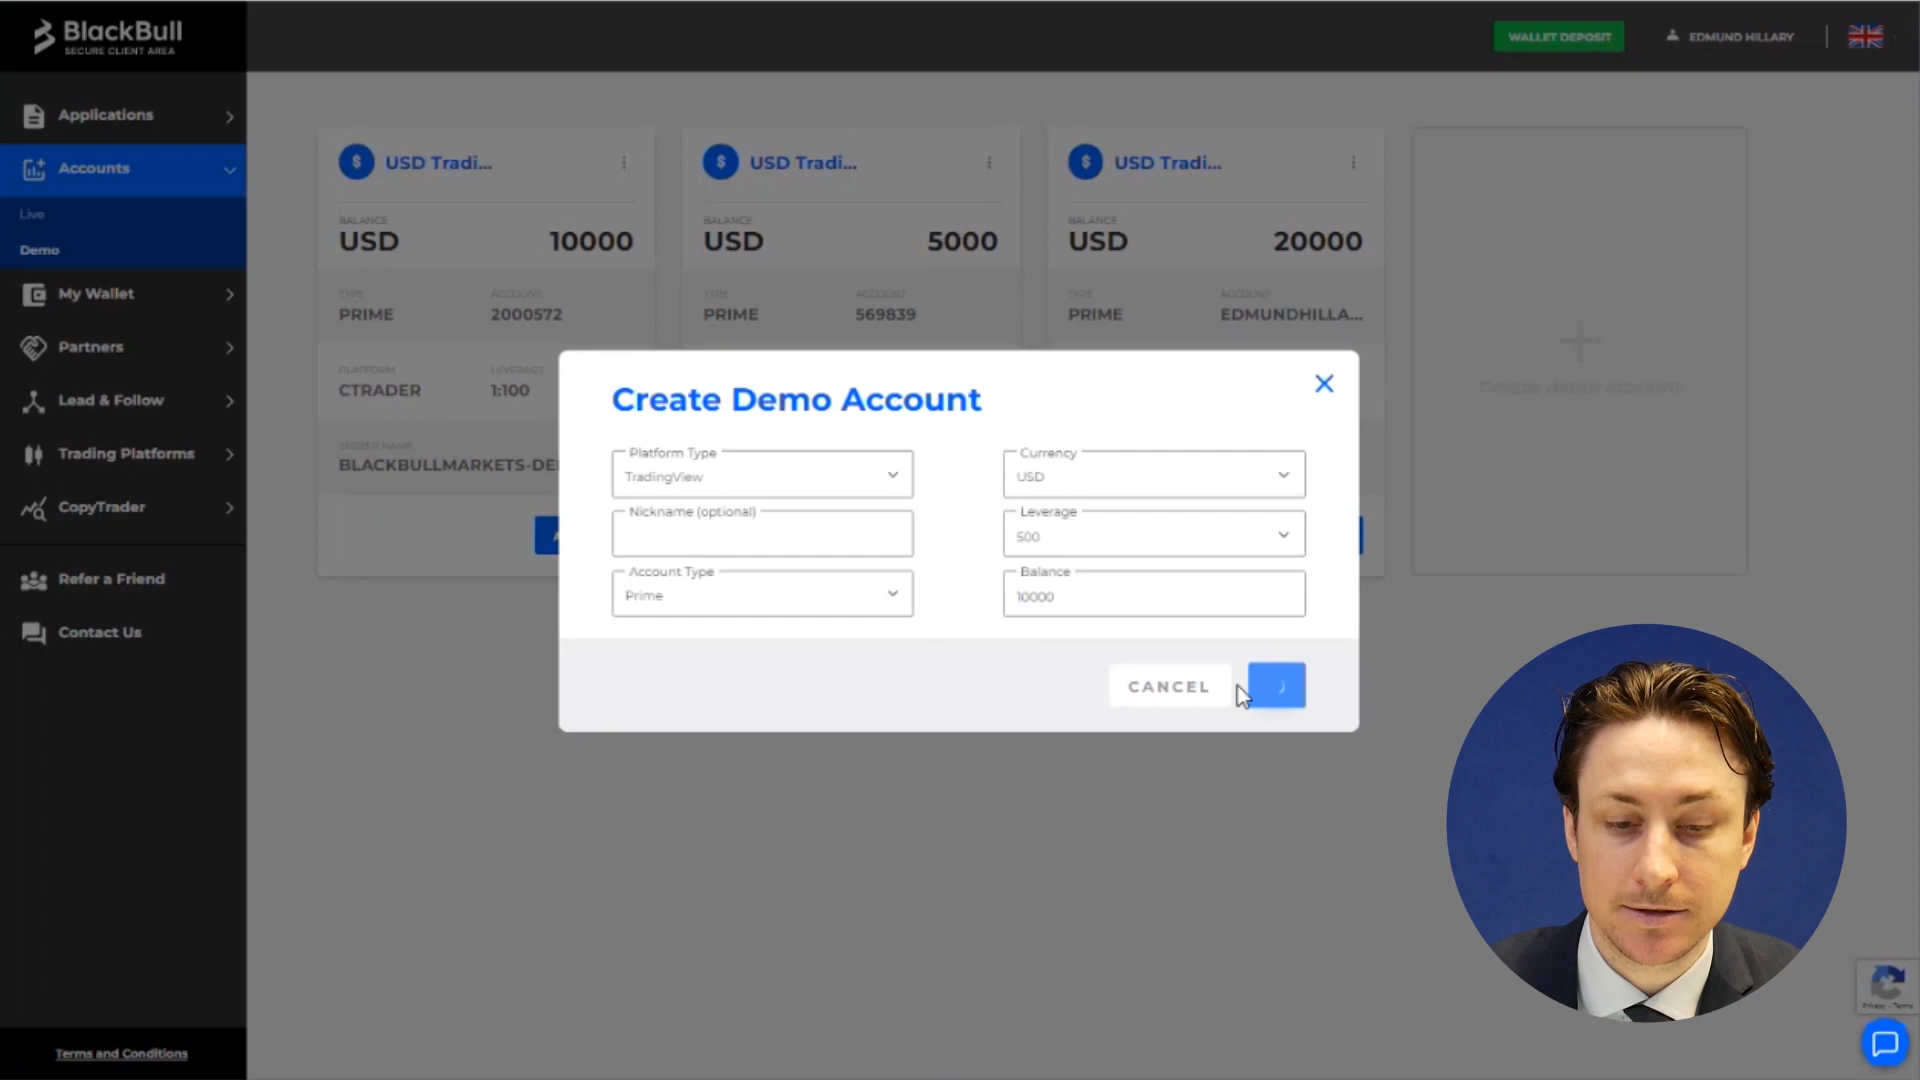 BlackBull
SECURE CLIENT AREA
WALLET DEPOSIT
EDMUND HILLARY
Applications
Accounts
Live
Demo
My Wallet
Partners
Lead & Follow
Trading Platforms
CopyTrader
Refer a Friend
Contact Us
Terms and Conditions
USD Tradi...
BALANCE
USD 10000
TYPE ACCOUNT
PRIME 2000572
PLATFORM LEVERAGE
CTRADER 1:100
SERVER NAME
BLACKBULLMARKETS-DE
USD Tradi...
BALANCE
USD 5000
TYPE ACCOUNT
PRIME 569839
USD Tradi...
BALANCE
USD 20000
TYPE ACCOUNT
PRIME EDMUNDHILLA...
Create demo account
Create Demo Account
Platform Type
TradingView
Currency
USD
Nickname (optional)
Leverage
500
Account Type
Prime
Balance
10000
CANCEL
Privacy - Terms